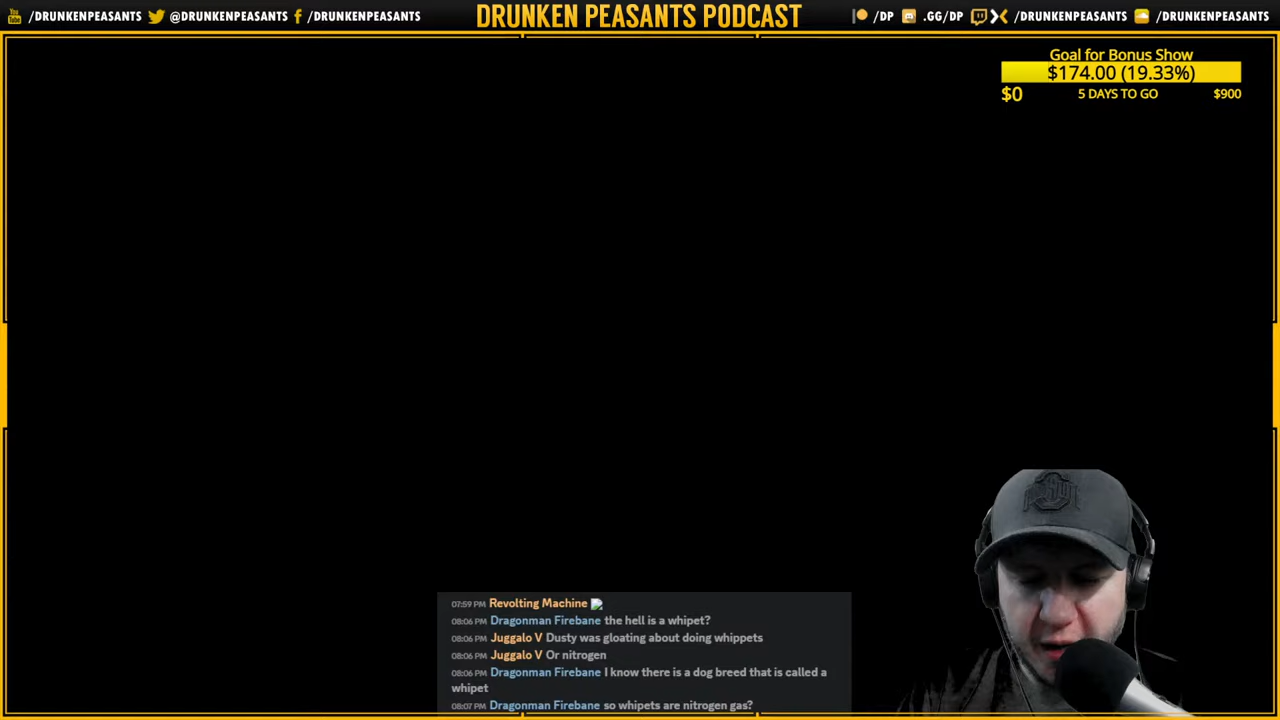 /DRUNKENPEASANTS @DRUNKENPEASANTS /DRUNKENPEASANTS DRUNKEN PEASANTS PODCAST /DP .GG/DP /DRUNKENPEASANTS /DRUNKENPEASANTS
Goal for Bonus Show
$174.00 (19.33%)
$0 5 DAYS TO GO $900
07:59 PM Revolting Machine
08:06 PM Dragonman Firebane the hell is a whipet?
08:06 PM Juggalo V Dusty was gloating about doing whippets
08:06 PM Juggalo V Or nitrogen
08:06 PM Dragonman Firebane I know there is a dog breed that is called a
whipet
08:07 PM Dragonman Firebane so whipets are nitrogen gas?